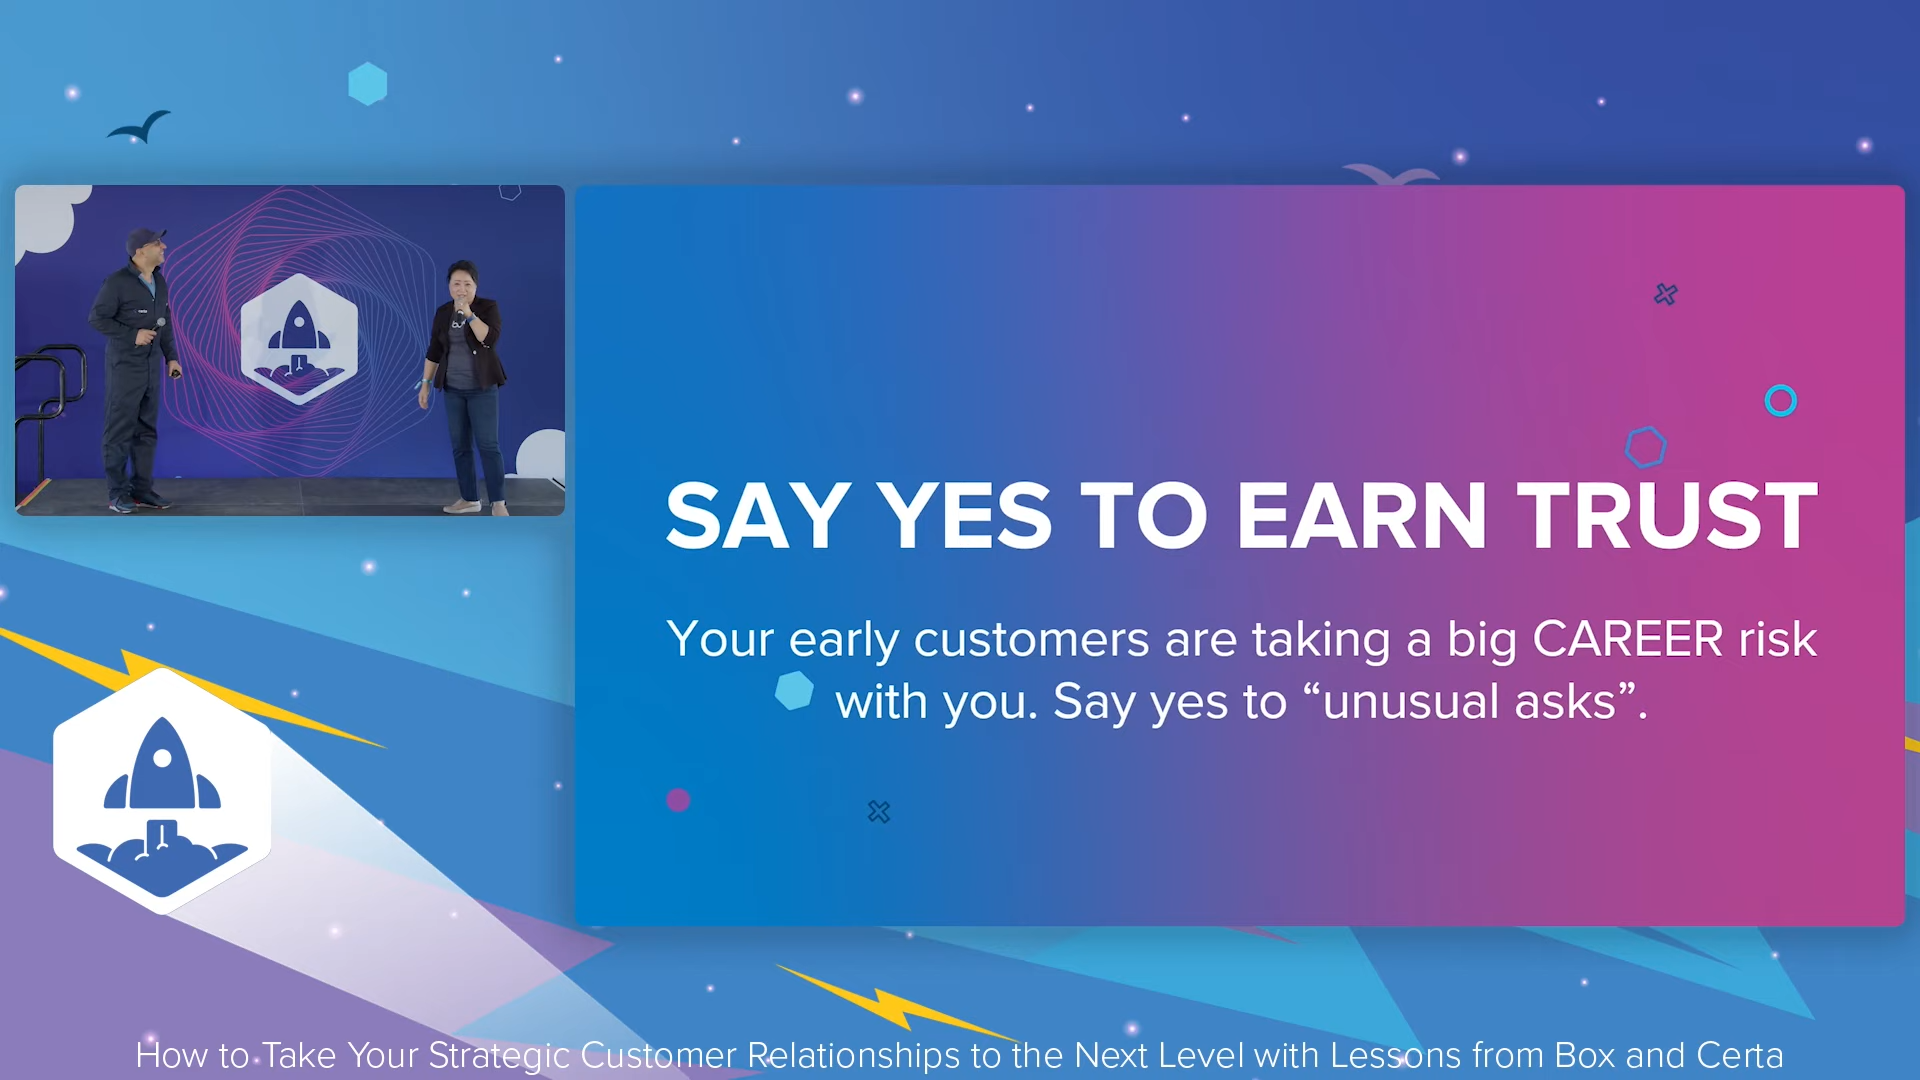 SAY YES TO EARN TRUST
Your early customers are taking a big CAREER risk
with you. Say yes to “unusual asks”.
How to Take Your Strategic Customer Relationships to the Next Level with Lessons from Box and Certa